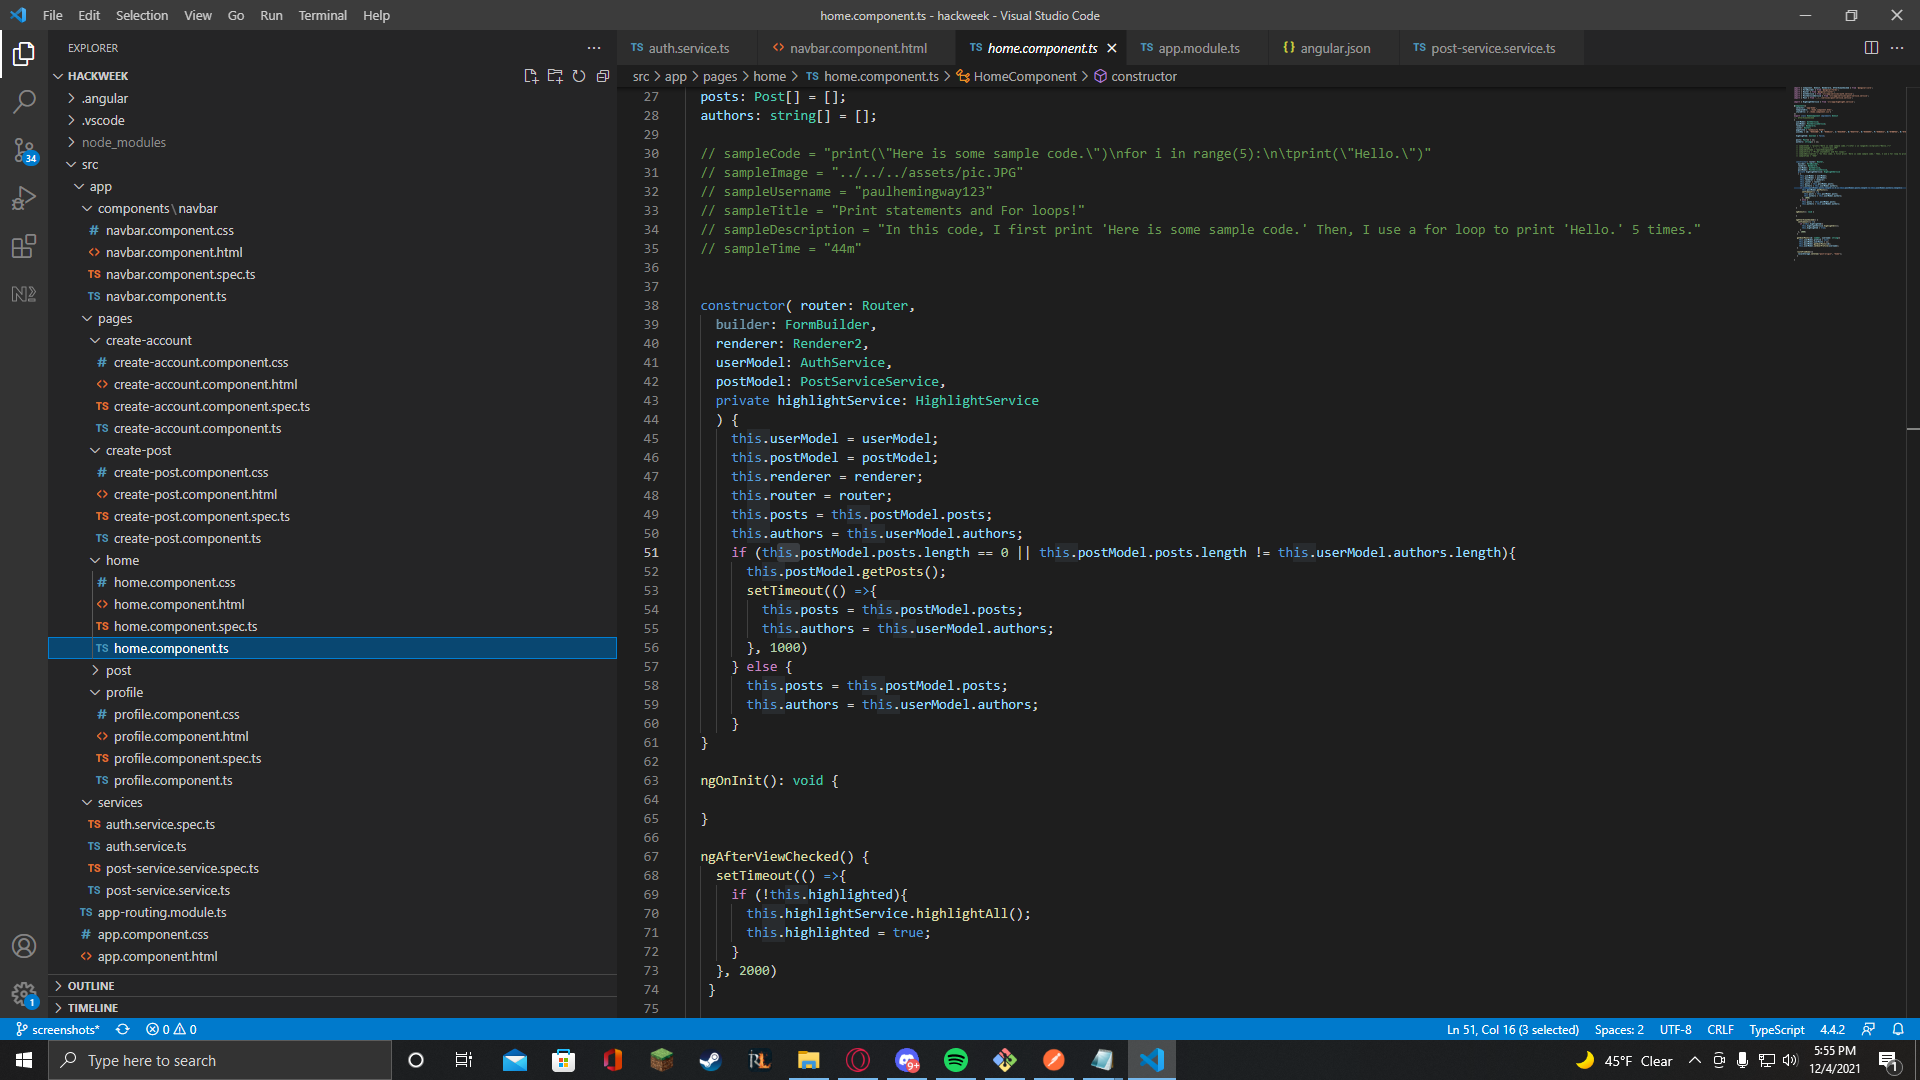 File Edit Selection View Go Run Terminal Help
home.component.ts - hackweek - Visual Studio Code
EXPLORER
HACKWEEK
.angular
.vscode
node_modules
src
app
components\navbar
# navbar.component.css
<> navbar.component.html
TS navbar.component.spec.ts
TS navbar.component.ts
pages
create-account
# create-account.component.css
<> create-account.component.html
TS create-account.component.spec.ts
TS create-account.component.ts
create-post
# create-post.component.css
<> create-post.component.html
TS create-post.component.spec.ts
TS create-post.component.ts
home
# home.component.css
<> home.component.html
TS home.component.spec.ts
TS home.component.ts
post
profile
# profile.component.css
<> profile.component.html
TS profile.component.spec.ts
TS profile.component.ts
services
TS auth.service.spec.ts
TS auth.service.ts
TS post-service.service.spec.ts
TS post-service.service.ts
TS app-routing.module.ts
# app.component.css
<> app.component.html
OUTLINE
TIMELINE
34
1
TS auth.service.ts <> navbar.component.html TS home.component.ts TS app.module.ts {} angular.json TS post-service.service.ts
src > app > pages > home > TS home.component.ts > HomeComponent > constructor
27 posts: Post[] = [];
28 authors: string[] = [];
29
30 // sampleCode = "print(\"Here is some sample code.\")\nfor i in range(5):\n\tprint(\"Hello.\")"
31 // sampleImage = "../../../assets/pic.JPG"
32 // sampleUsername = "paulhemingway123"
33 // sampleTitle = "Print statements and For loops!"
34 // sampleDescription = "In this code, I first print 'Here is some sample code.' Then, I use a for loop to print 'Hello.' 5 times."
35 // sampleTime = "44m"
36
37
38 constructor( router: Router,
39 builder: FormBuilder,
40 renderer: Renderer2,
41 userModel: AuthService,
42 postModel: PostServiceService,
43 private highlightService: HighlightService
44 ) {
45 this.userModel = userModel;
46 this.postModel = postModel;
47 this.renderer = renderer;
48 this.router = router;
49 this.posts = this.postModel.posts;
50 this.authors = this.userModel.authors;
51 if (this.postModel.posts.length == 0 || this.postModel.posts.length != this.userModel.authors.length){
52 this.postModel.getPosts();
53 setTimeout(() =>{
54 this.posts = this.postModel.posts;
55 this.authors = this.userModel.authors;
56 }, 1000)
57 } else {
58 this.posts = this.postModel.posts;
59 this.authors = this.userModel.authors;
60 }
61 }
62
63 ngOnInit(): void {
64
65 }
66
67 ngAfterViewChecked() {
68 setTimeout(() =>{
69 if (!this.highlighted){
70 this.highlightService.highlightAll();
71 this.highlighted = true;
72 }
73 }, 2000)
74 }
75
screenshots* 0 0
Ln 51, Col 16 (3 selected) Spaces: 2 UTF-8 CRLF TypeScript 4.4.2
Type here to search
9+
45°F Clear
5:55 PM
12/4/2021
1